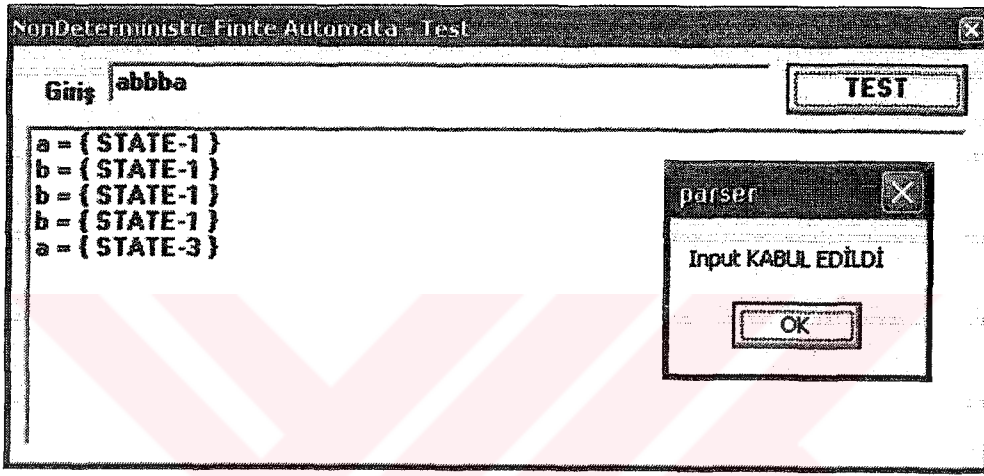 NonDeterministic Finite Automata - Test
Giriş abbba
TEST
a = { STATE-1 }
b = { STATE-1 }
b = { STATE-1 }
b = { STATE-1 }
a = { STATE-3 }
parser
Input KABUL EDİLDİ
OK